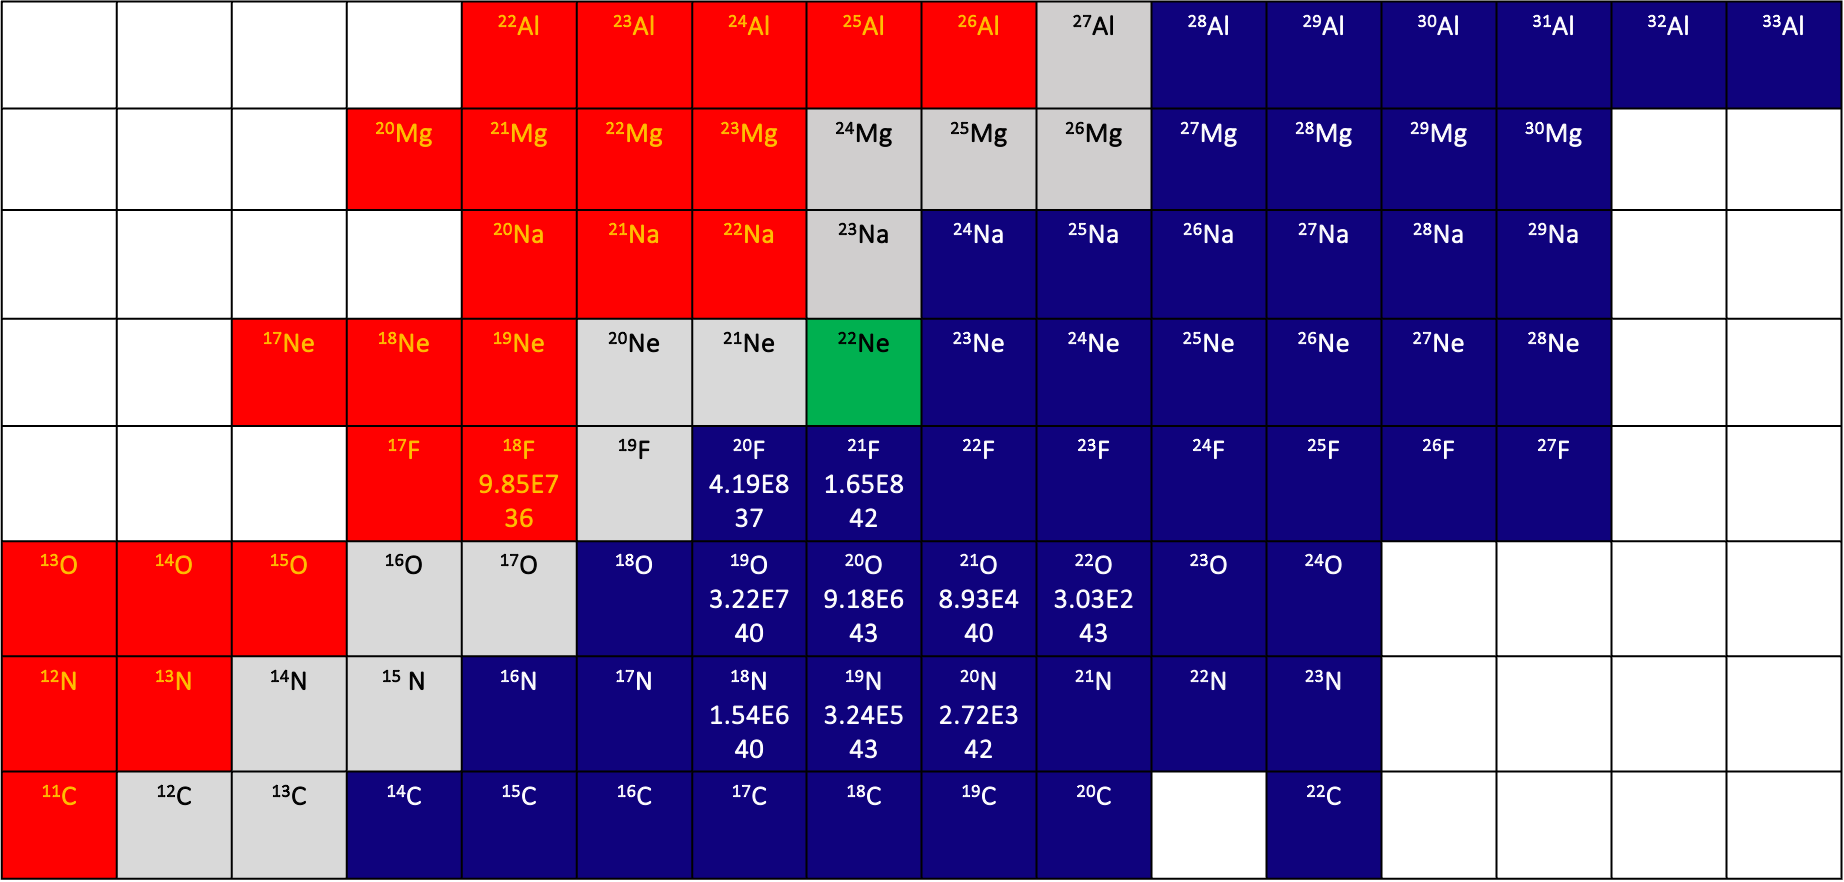 ²²Al ²³Al ²⁴Al ²⁵Al ²⁶Al ²⁷Al ²⁸Al ²⁹Al ³⁰Al ³¹Al ³²Al ³³Al
²⁰Mg ²¹Mg ²²Mg ²³Mg ²⁴Mg ²⁵Mg ²⁶Mg ²⁷Mg ²⁸Mg ²⁹Mg ³⁰Mg
²⁰Na ²¹Na ²²Na ²³Na ²⁴Na ²⁵Na ²⁶Na ²⁷Na ²⁸Na ²⁹Na
¹⁷Ne ¹⁸Ne ¹⁹Ne ²⁰Ne ²¹Ne ²²Ne ²³Ne ²⁴Ne ²⁵Ne ²⁶Ne ²⁷Ne ²⁸Ne
¹⁷F ¹⁸F ¹⁹F ²⁰F ²¹F ²²F ²³F ²⁴F ²⁵F ²⁶F ²⁷F
9.85E7 4.19E8 1.65E8
36 37 42
¹³O ¹⁴O ¹⁵O ¹⁶O ¹⁷O ¹⁸O ¹⁹O ²⁰O ²¹O ²²O ²³O ²⁴O
3.22E7 9.18E6 8.93E4 3.03E2
40 43 40 43
¹²N ¹³N ¹⁴N ¹⁵ N ¹⁶N ¹⁷N ¹⁸N ¹⁹N ²⁰N ²¹N ²²N ²³N
1.54E6 3.24E5 2.72E3
40 43 42
¹¹C ¹²C ¹³C ¹⁴C ¹⁵C ¹⁶C ¹⁷C ¹⁸C ¹⁹C ²⁰C ²²C